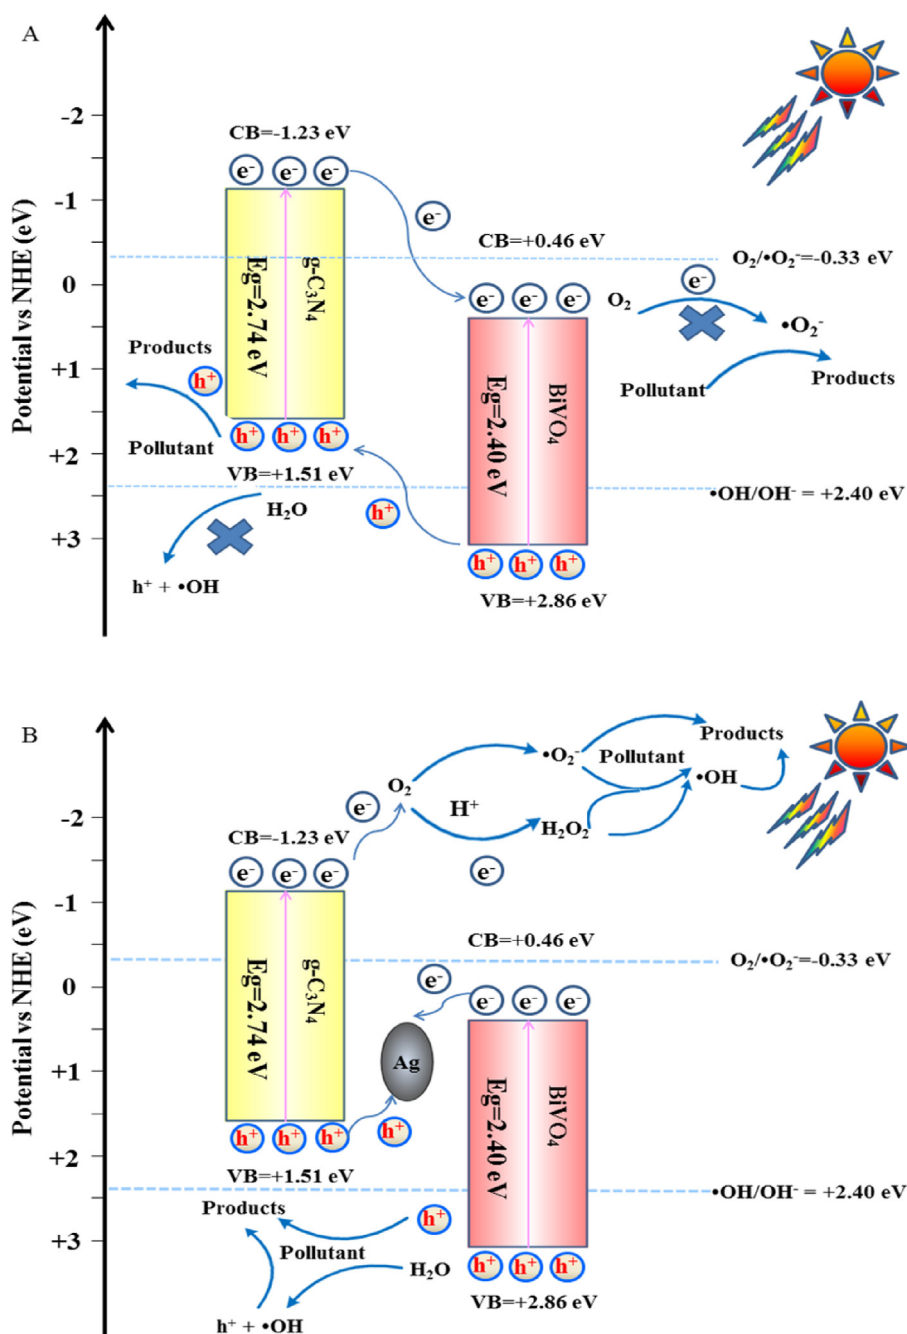 A
Potential vs NHE (eV)
-2
-1
0
+1
+2
+3
CB=-1.23 eV
e⁻ e⁻ e⁻
e⁻
g-C₃N₄
Eg=2.74 eV
CB=+0.46 eV
O₂/•O₂⁻=-0.33 eV
e⁻ e⁻ e⁻
O₂
e⁻
•O₂⁻
Products
h⁺
Pollutant
BiVO₄
Eg=2.40 eV
Pollutant
Products
h⁺ h⁺ h⁺
VB=+1.51 eV
H₂O
h⁺
•OH/OH⁻ = +2.40 eV
h⁺ + •OH
h⁺ h⁺ h⁺
VB=+2.86 eV
B
Potential vs NHE (eV)
-2
-1
0
+1
+2
+3
O₂
•O₂⁻
Products
Pollutant
•OH
e⁻
H⁺
H₂O₂
CB=-1.23 eV
e⁻ e⁻ e⁻
e⁻
g-C₃N₄
Eg=2.74 eV
CB=+0.46 eV
O₂/•O₂⁻=-0.33 eV
e⁻
e⁻ e⁻ e⁻
Ag
BiVO₄
Eg=2.40 eV
h⁺ h⁺ h⁺
h⁺
VB=+1.51 eV
•OH/OH⁻ = +2.40 eV
Products
h⁺
Pollutant
H₂O
h⁺ h⁺ h⁺
VB=+2.86 eV
h⁺ + •OH